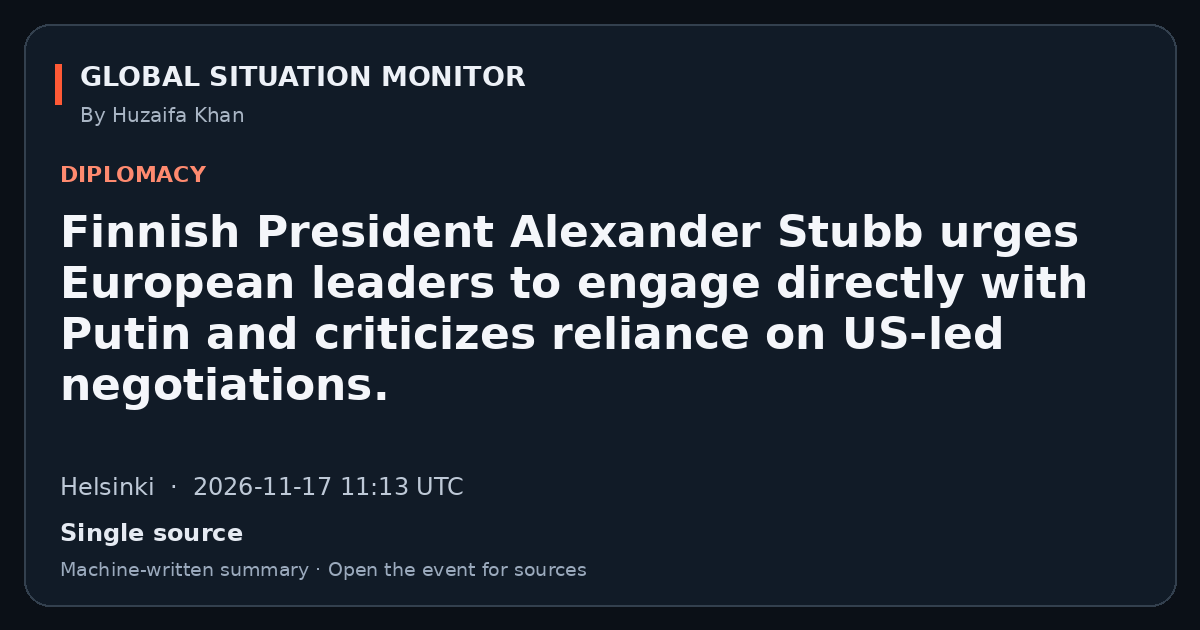 GLOBAL SITUATION MONITOR
By Huzaifa Khan
DIPLOMACY
Finnish President Alexander Stubb urges
European leaders to engage directly with
Putin and criticizes reliance on US-led
negotiations.
Helsinki · 2026-11-17 11:13 UTC
Single source
Machine-written summary · Open the event for sources